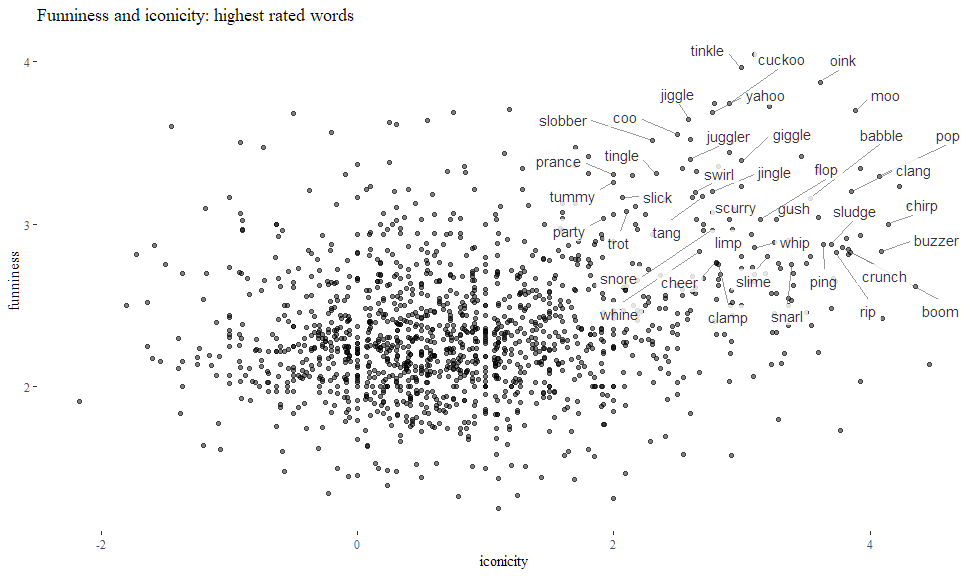 Funniness and iconicity: highest rated words
tinkle
cuckoo
oink
4
jiggle
yahoo
moo
slobber
coo
juggler
giggle
babble
pop
prance
tingle
swirl
jingle
flop
clang
tummy
slick
scurry
gush
sludge
chirp
3
party
trot
tang
limp
whip
buzzer
snore
cheer
slime
ping
crunch
whine
clamp
snarl
rip
boom
funniness
2
-2
0
2
4
iconicity